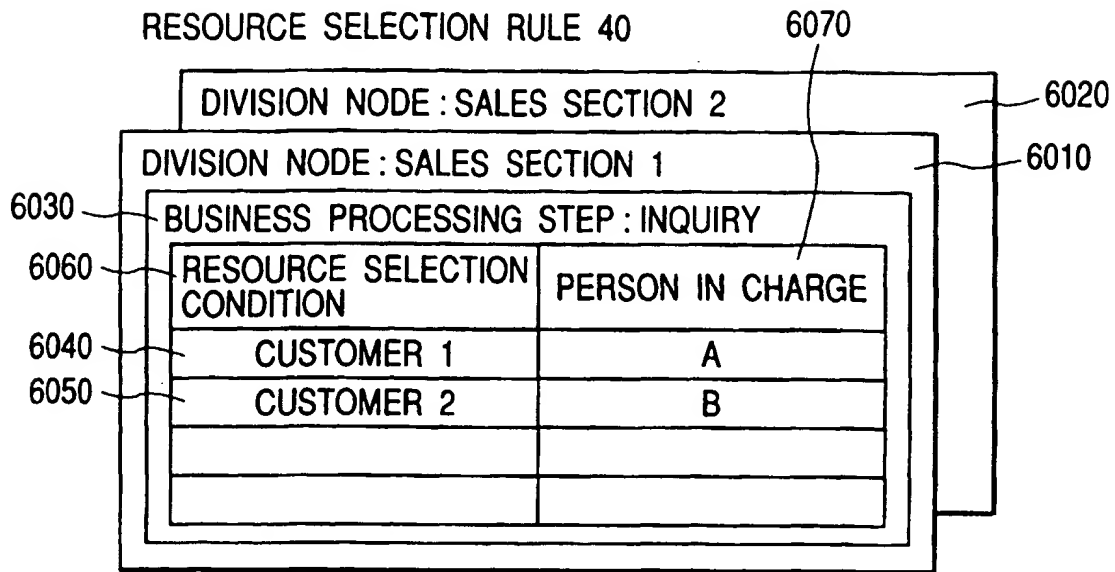 RESOURCE SELECTION RULE 40
6070
DIVISION NODE : SALES SECTION 2
6020
DIVISION NODE : SALES SECTION 1
6010
6030
BUSINESS PROCESSING STEP : INQUIRY
6060
RESOURCE SELECTION
CONDITION
PERSON IN CHARGE
6040
CUSTOMER 1
A
6050
CUSTOMER 2
B